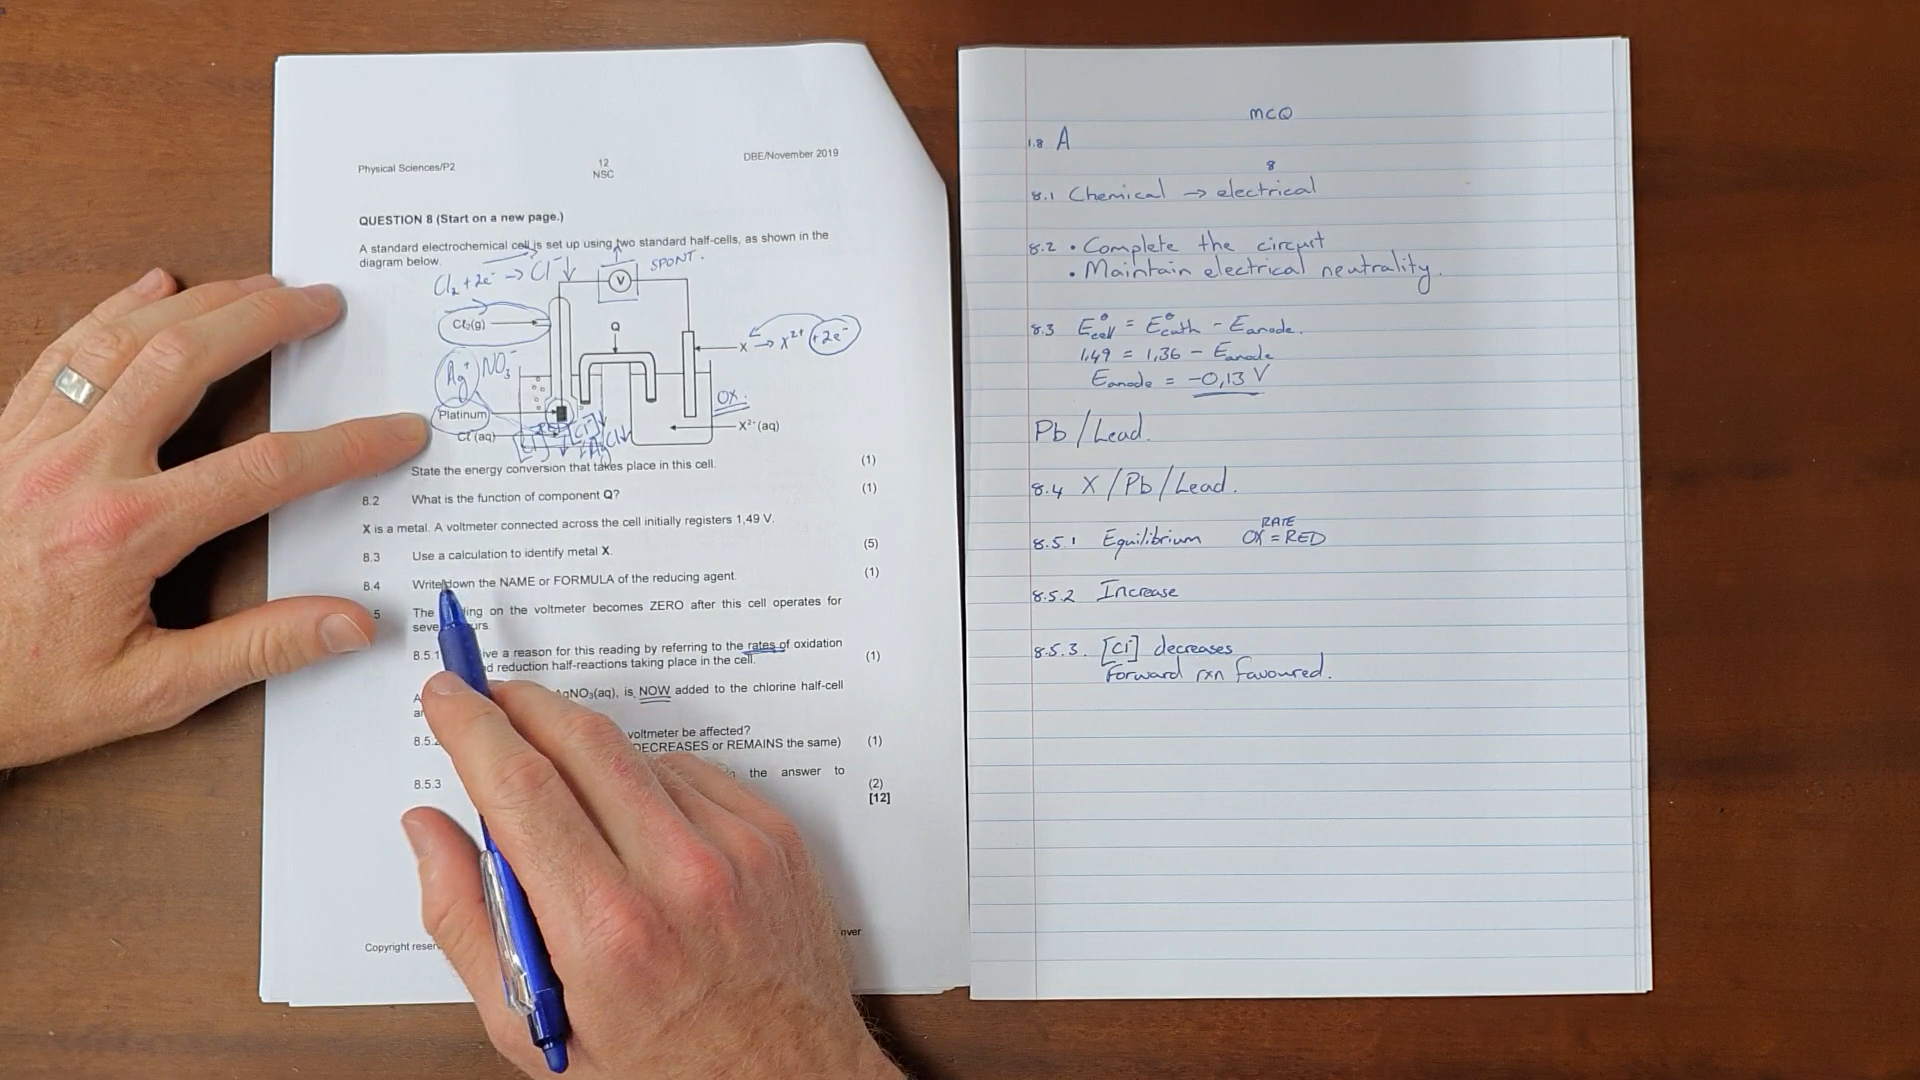 Physical Sciences/P2
12
NSC
DBE/November 2019
QUESTION 8 (Start on a new page.)
A standard electrochemical cell is set up using two standard half-cells, as shown in the
diagram below.
Cl₂ + 2e⁻ → Cl⁻ ↓
V
SPONT.
Cl₂(g)
Q
X → X²⁺ + 2e⁻
Ag⁺ NO₃⁻
Platinum
OX.
Cl⁻(aq)
[Cl⁻]
X²⁺(aq)
State the energy conversion that takes place in this cell. (1)
8.2 What is the function of component Q? (1)
X is a metal. A voltmeter connected across the cell initially registers 1,49 V.
8.3 Use a calculation to identify metal X. (5)
8.4 Write down the NAME or FORMULA of the reducing agent. (1)
5 The ing on the voltmeter becomes ZERO after this cell operates for
seve urs.
8.5.1 ive a reason for this reading by referring to the rates of oxidation
d reduction half-reactions taking place in the cell. (1)
A gNO₃(aq), is NOW added to the chlorine half-cell
8.5.2 voltmeter be affected?
DECREASES or REMAINS the same) (1)
8.5.3 the answer to
(2)
[12]
Copyright reser
over
MCQ
1.8 A
8
8.1 Chemical → electrical
8.2 • Complete the circuit
• Maintain electrical neutrality.
8.3 E°cell = E°cath - Eanode.
1,49 = 1,36 - Eanode
Eanode = -0,13 V
Pb/Lead.
8.4 X/Pb/Lead.
RATE
8.5.1 Equilibrium OX = RED
8.5.2 Increase
8.5.3. [Cl⁻] decreases
Forward rxn favoured.